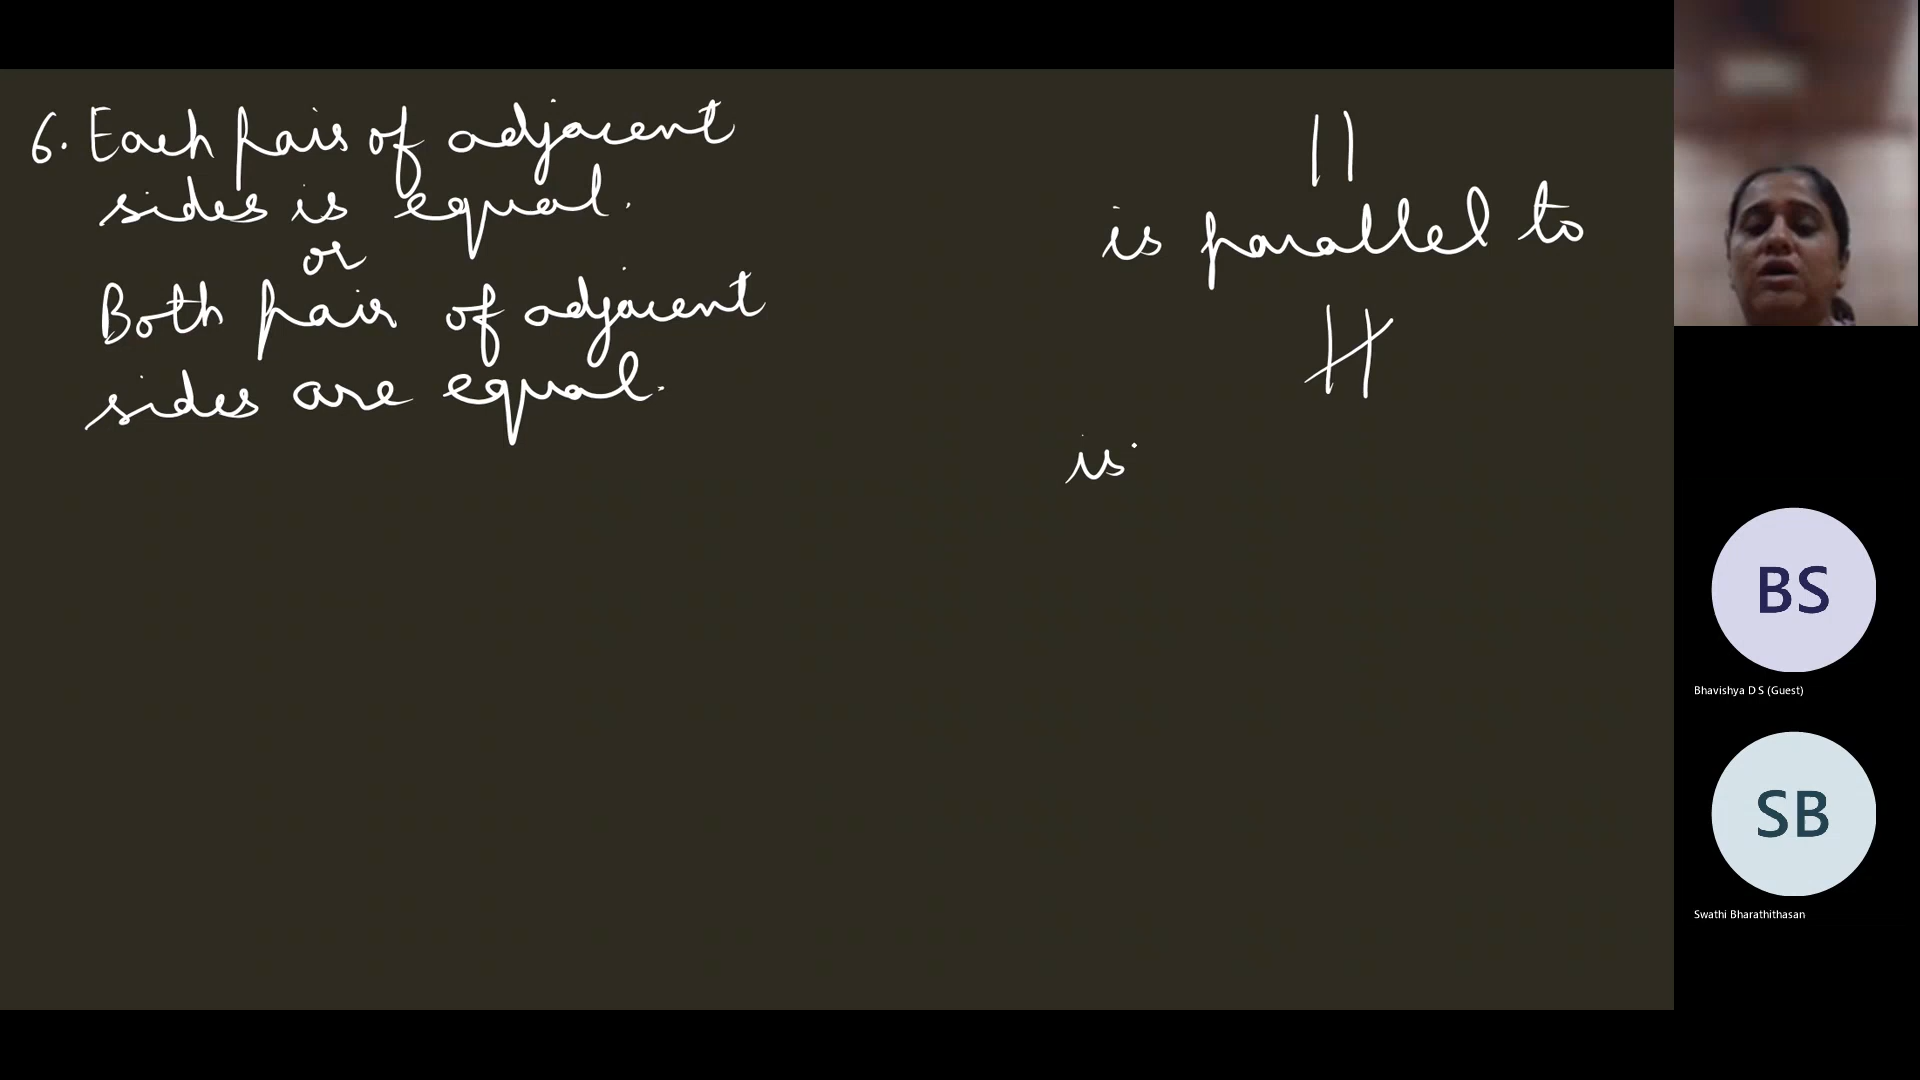 6. Each pair of adjacent
sides is equal.
or
Both pair of adjacent
sides are equal.
||
is parallel to
∦
is
BS
Bhavishya D S (Guest)
SB
Swathi Bharathithasan